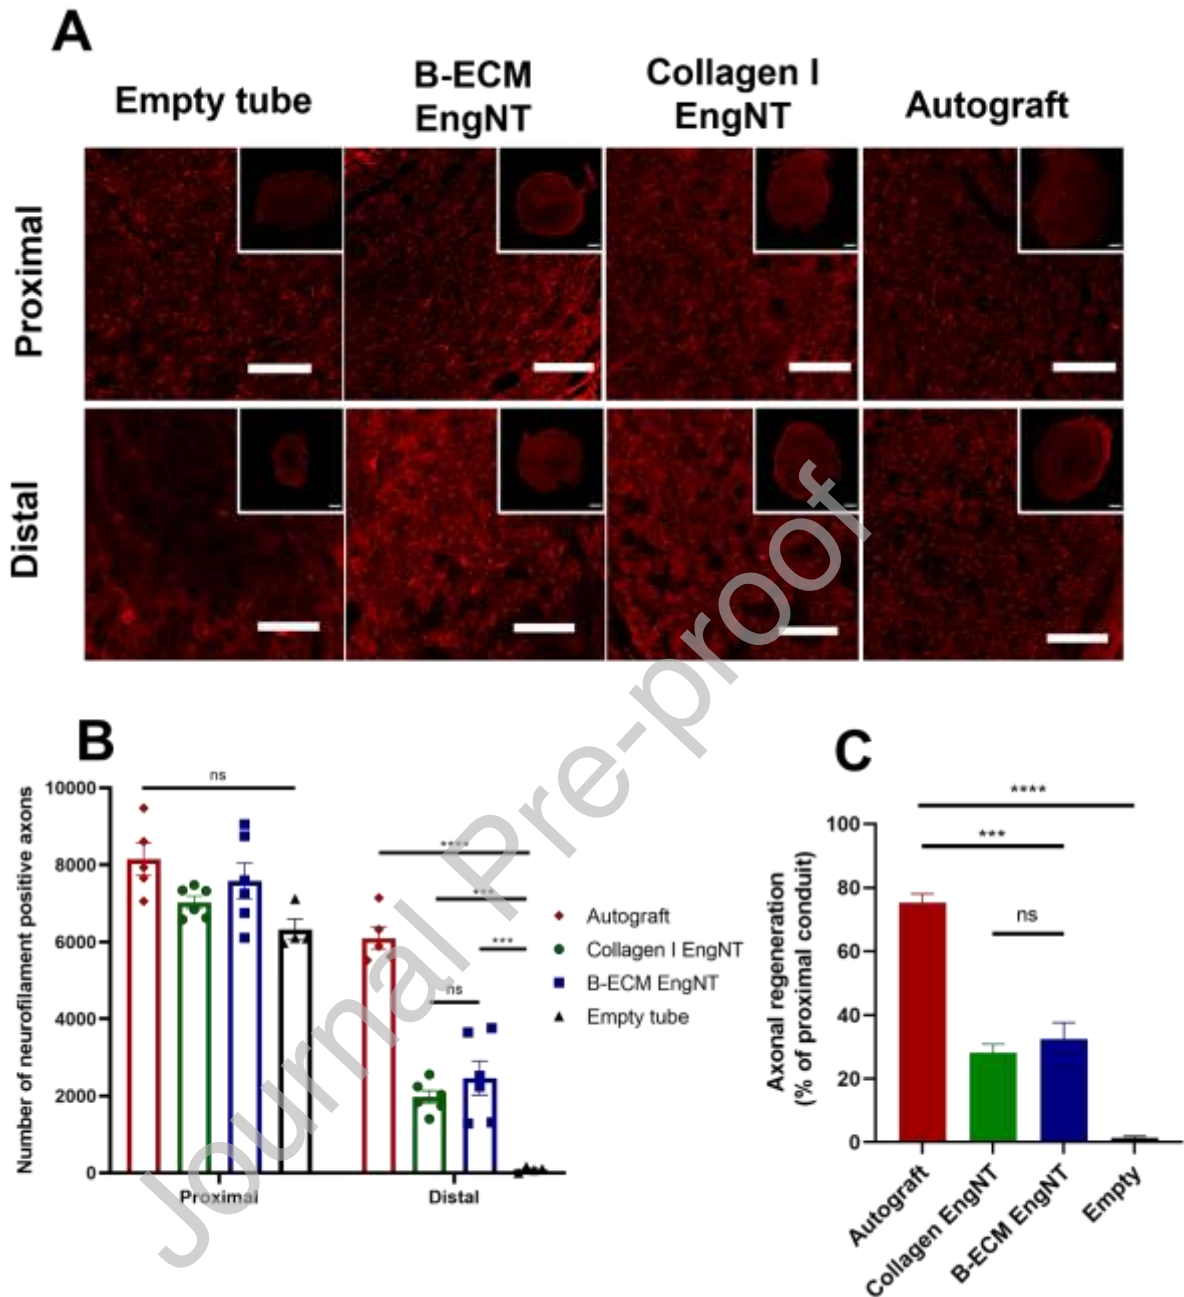 A
Empty tube
B-ECM
EngNT
Collagen I
EngNT
Autograft
Proximal
Distal
B
Number of neurofilament positive axons
10000
8000
6000
4000
2000
0
ns
****
***
***
ns
Proximal
Distal
Autograft
Collagen I EngNT
B-ECM EngNT
Empty tube
C
Axonal regeneration
(% of proximal conduit)
100
80
60
40
20
0
****
***
ns
Autograft
Collagen EngNT
B-ECM EngNT
Empty
Journal Pre-proof